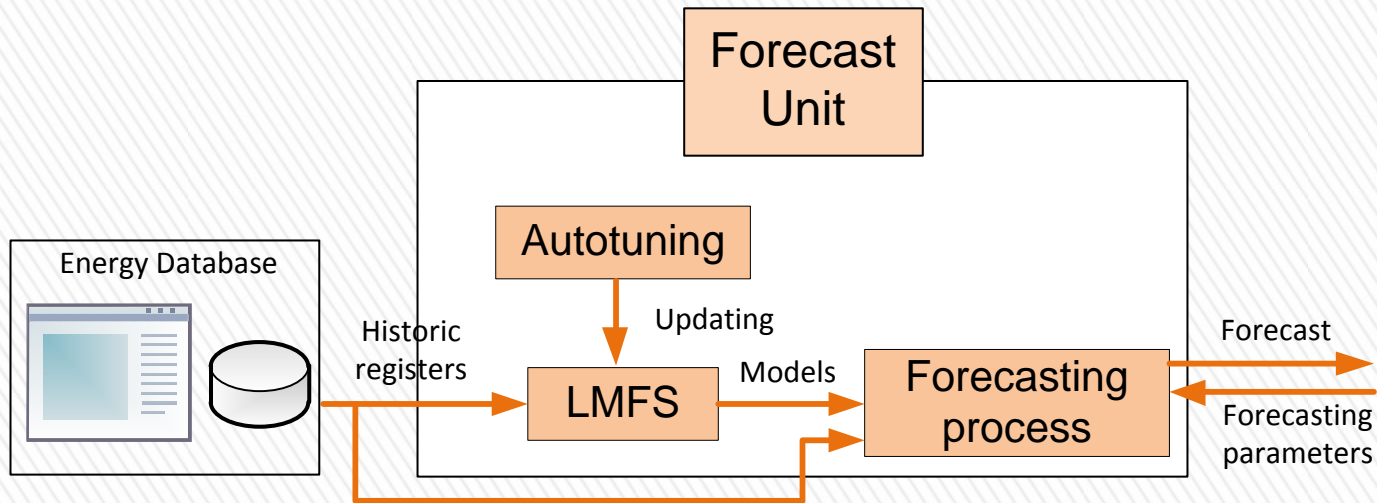 Forecast
Unit
Autotuning
Energy Database
Updating
Historic
registers
LMFS
Models
Forecasting
process
Forecast
Forecasting
parameters